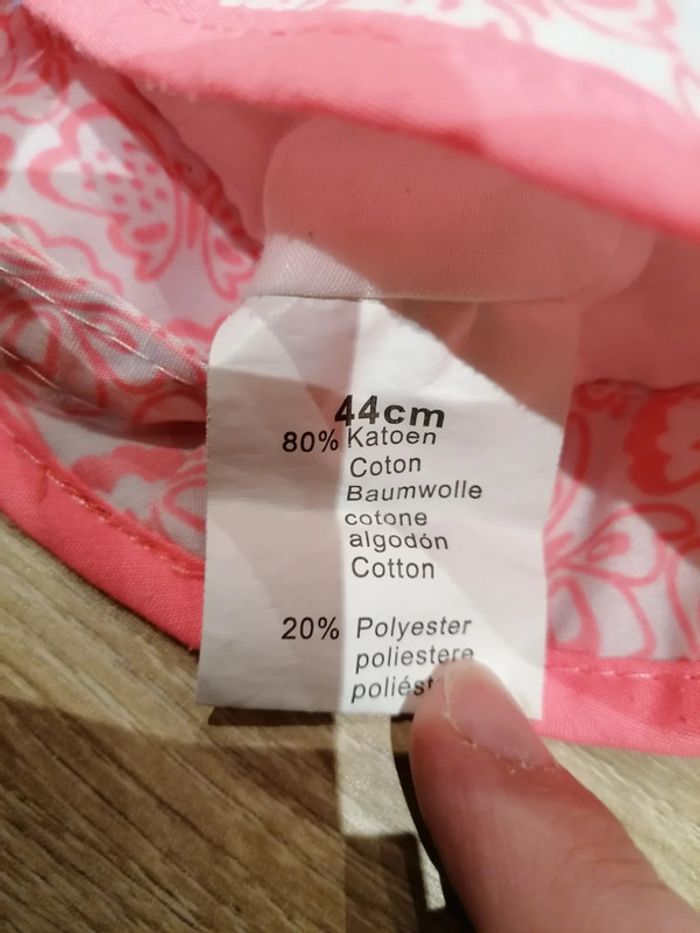 44cm
80% Katoen
Coton
Baumwolle
cotone
algodón
Cotton
20% Polyester
poliestere